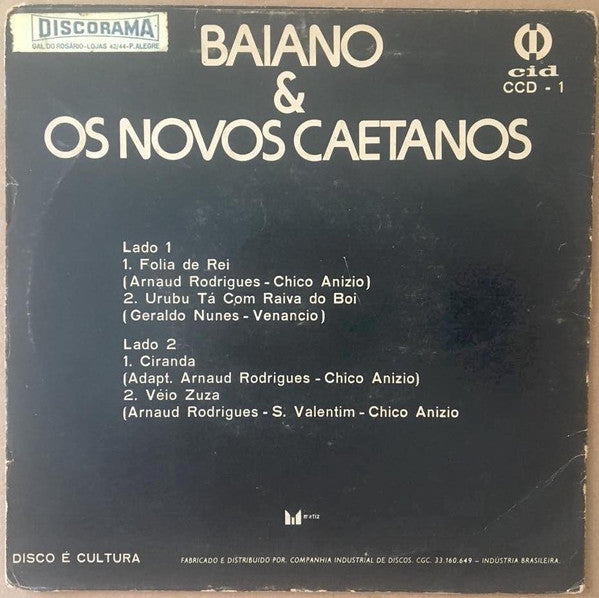 DISCORAMA
GAL.DO ROSÁRIO-LOJAS 43/44-P.ALEGRE
BAIANO
&
OS NOVOS CAETANOS
cid
CCD - 1
Lado 1
1. Folia de Rei
(Arnaud Rodrigues - Chico Anizio)
2. Urubu Tá Com Raiva do Boi
(Geraldo Nunes - Venancio)
Lado 2
1. Ciranda
(Adapt. Arnaud Rodrigues - Chico Anizio)
2. Véio Zuza
(Arnaud Rodrigues - S. Valentim - Chico Anizio
matiz
DISCO É CULTURA
FABRICADO E DISTRIBUIDO POR. COMPANHIA INDUSTRIAL DE DISCOS. CGC. 33.160.649 - INDÚSTRIA BRASILEIRA.